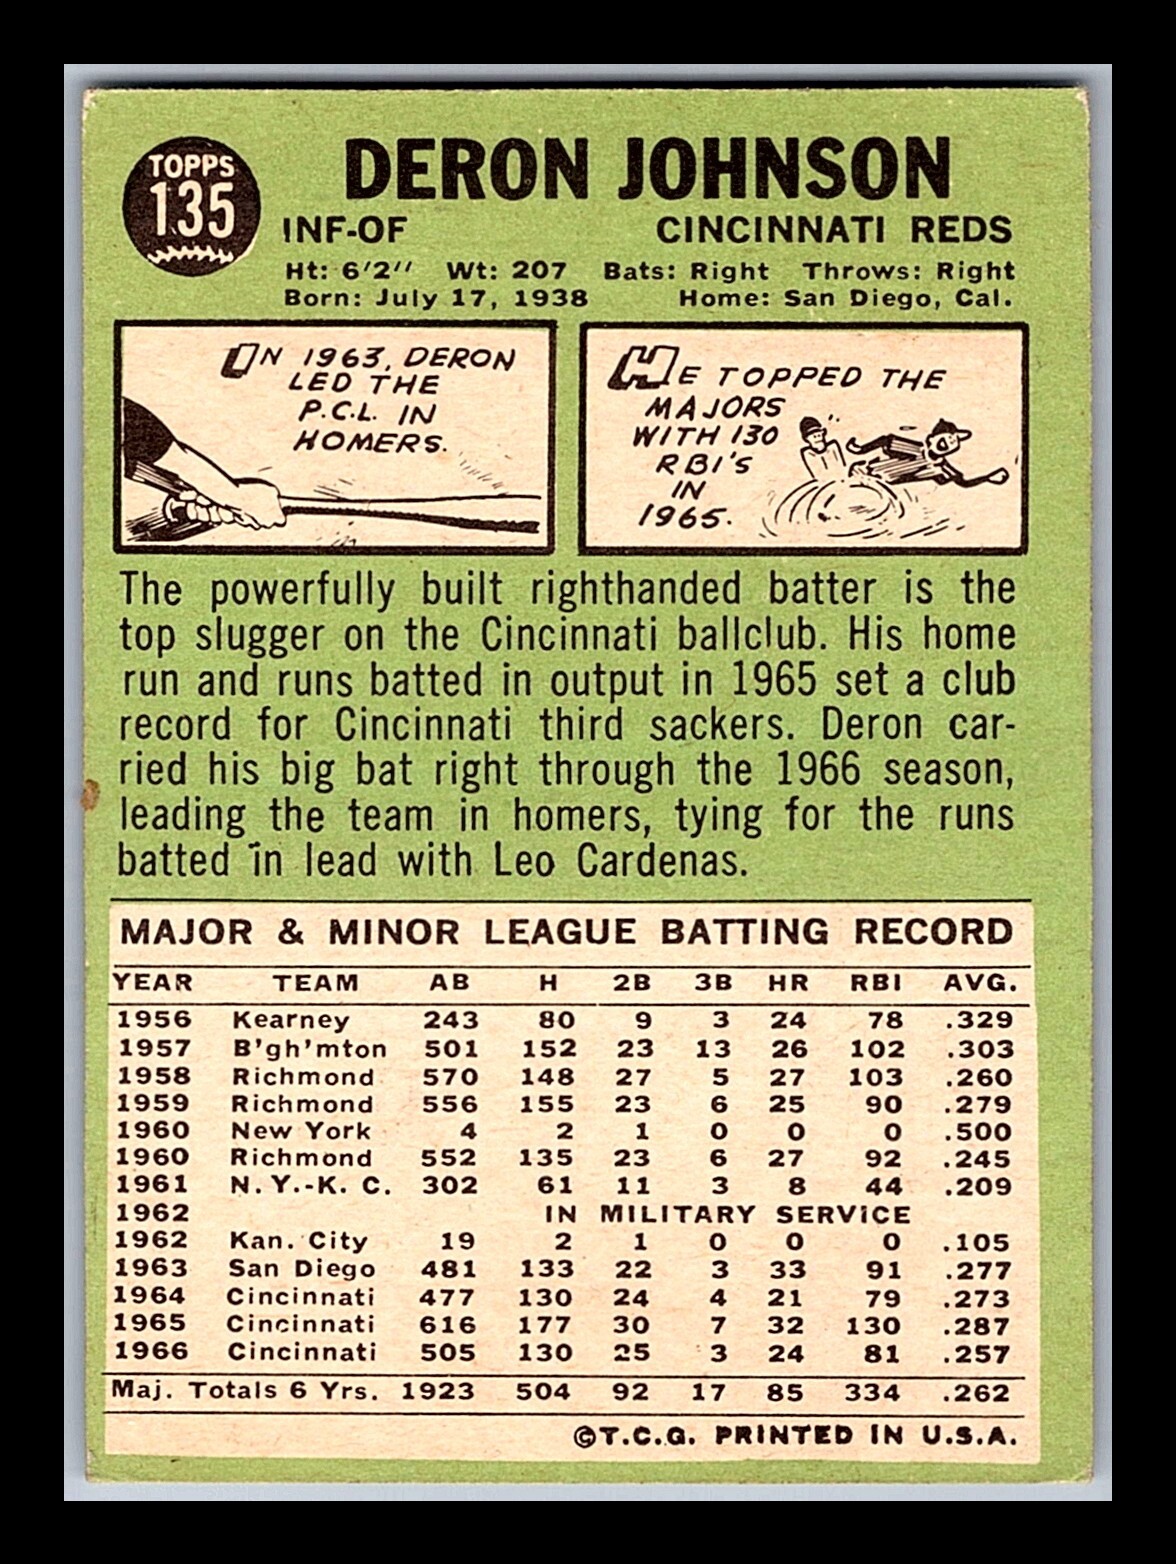 TOPPS
135
DERON JOHNSON
INF-OF CINCINNATI REDS
Ht: 6'2" Wt: 207 Bats: Right Throws: Right
Born: July 17, 1938 Home: San Diego, Cal.
IN 1963, DERON
LED THE
P.C.L. IN
HOMERS.
HE TOPPED THE
MAJORS
WITH 130
RBI'S
IN
1965.
The powerfully built righthanded batter is the
top slugger on the Cincinnati ballclub. His home
run and runs batted in output in 1965 set a club
record for Cincinnati third sackers. Deron car-
ried his big bat right through the 1966 season,
leading the team in homers, tying for the runs
batted in lead with Leo Cardenas.
MAJOR & MINOR LEAGUE BATTING RECORD
YEAR TEAM AB H 2B 3B HR RBI AVG.
1956 Kearney 243 80 9 3 24 78 .329
1957 B'gh'mton 501 152 23 13 26 102 .303
1958 Richmond 570 148 27 5 27 103 .260
1959 Richmond 556 155 23 6 25 90 .279
1960 New York 4 2 1 0 0 0 .500
1960 Richmond 552 135 23 6 27 92 .245
1961 N.Y.-K.C. 302 61 11 3 8 44 .209
1962 IN MILITARY SERVICE
1962 Kan. City 19 2 1 0 0 0 .105
1963 San Diego 481 133 22 3 33 91 .277
1964 Cincinnati 477 130 24 4 21 79 .273
1965 Cincinnati 616 177 30 7 32 130 .287
1966 Cincinnati 505 130 25 3 24 81 .257
Maj. Totals 6 Yrs. 1923 504 92 17 85 334 .262
©T.C.G. PRINTED IN U.S.A.